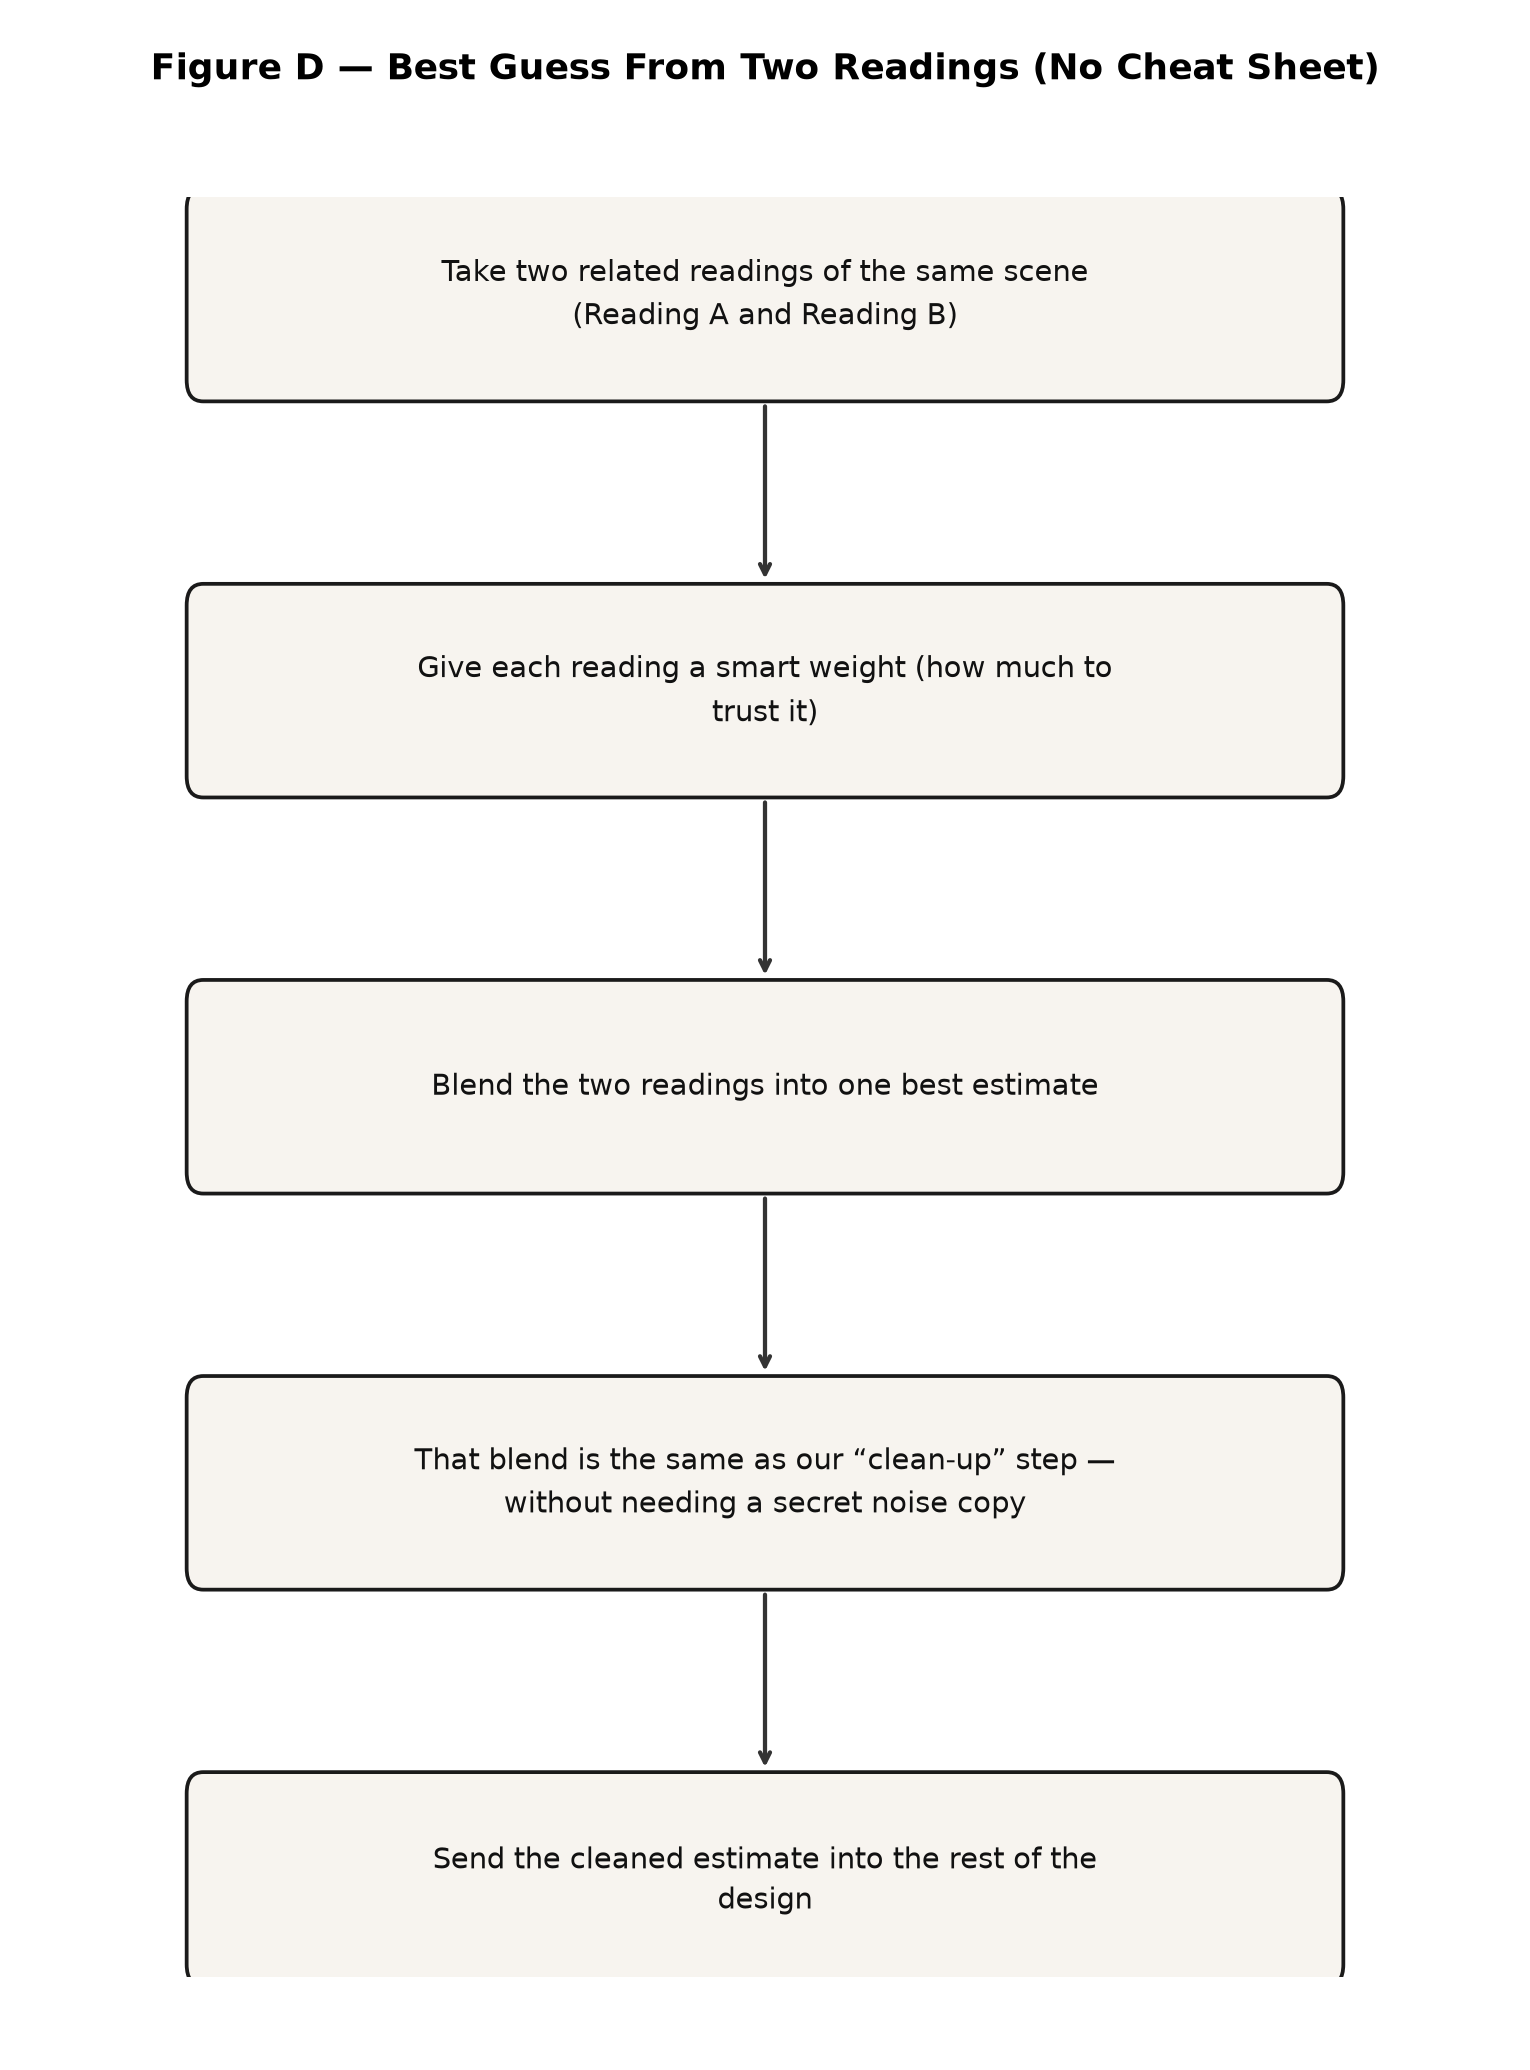 Figure D — Best Guess From Two Readings (No Cheat Sheet)
Take two related readings of the same scene
(Reading A and Reading B)
Give each reading a smart weight (how much to
trust it)
Blend the two readings into one best estimate
That blend is the same as our “clean-up” step —
without needing a secret noise copy
Send the cleaned estimate into the rest of the
design